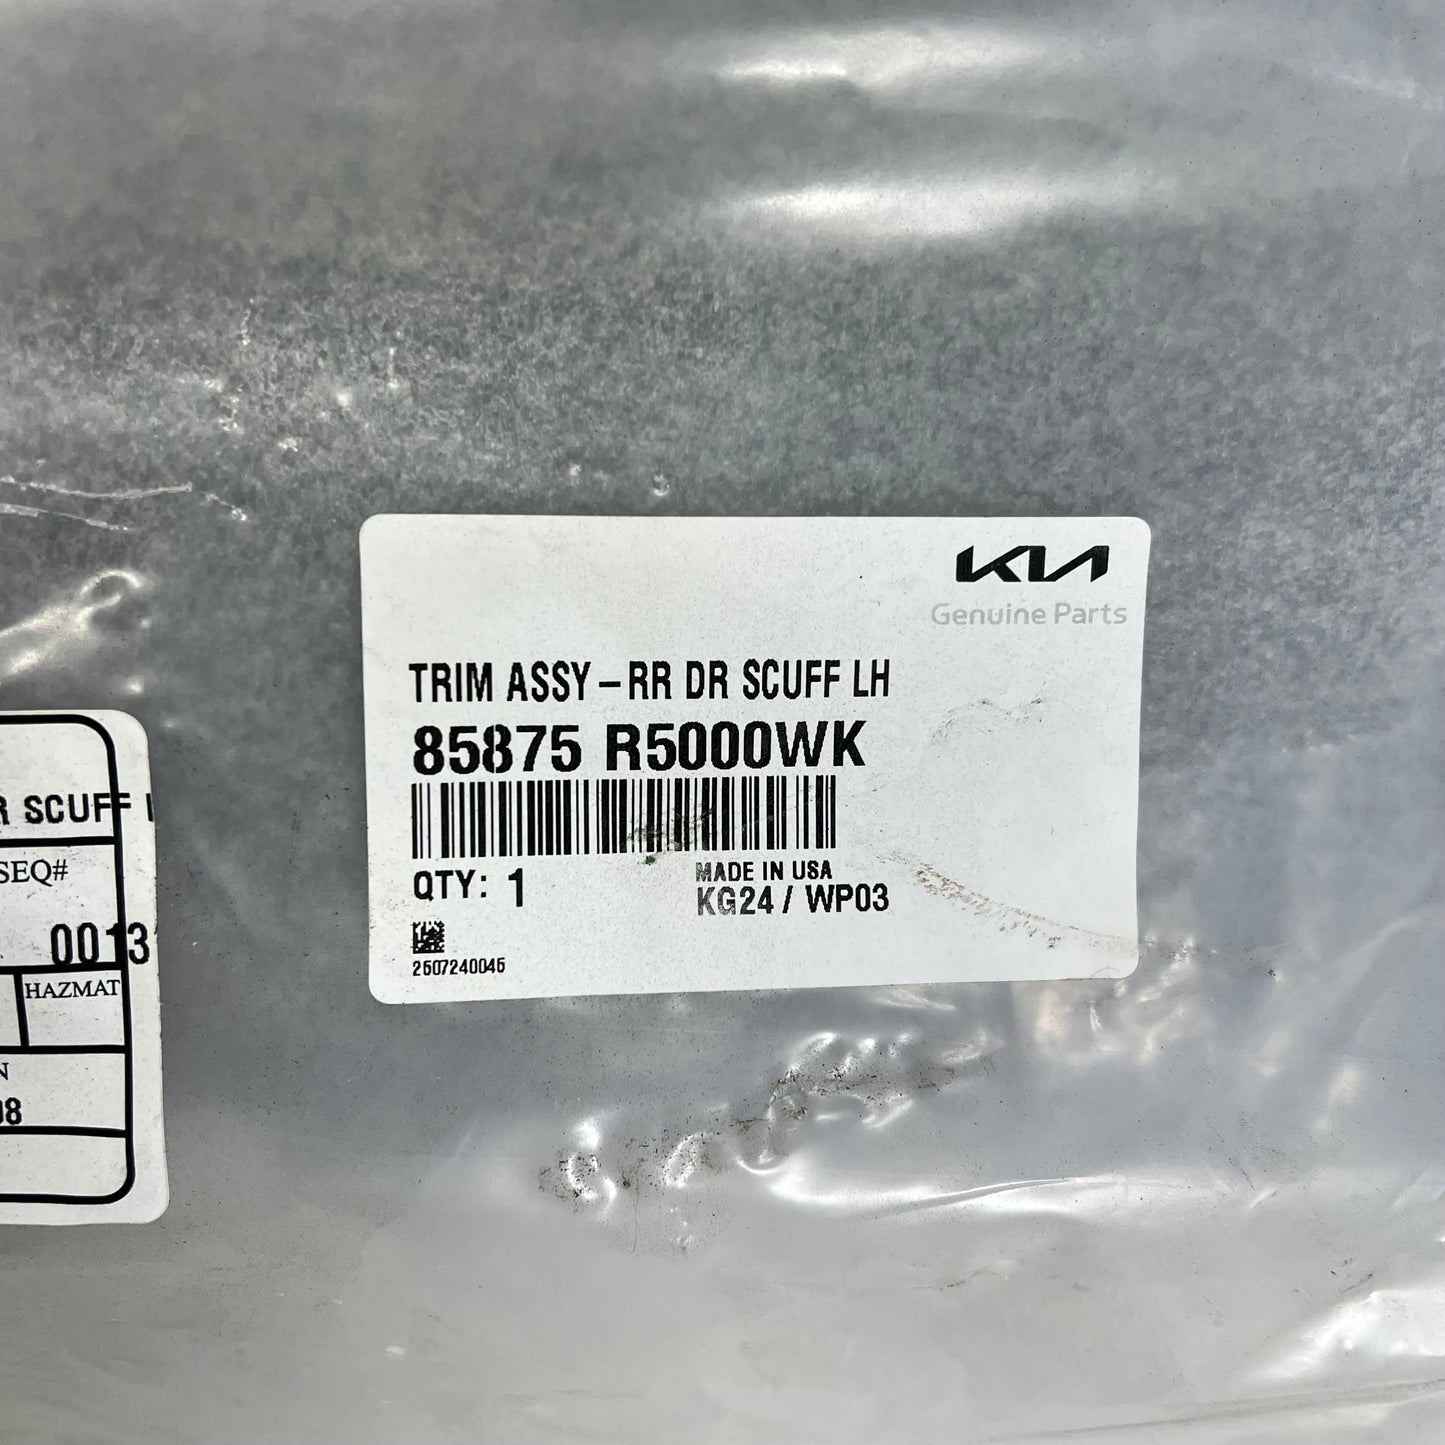 KIA
Genuine Parts
TRIM ASSY-RR DR SCUFF LH
85875 R5000WK
QTY: 1
MADE IN USA
KG24 / WP03
2507240045
R SCUFF
SEQ#
0013
HAZMAT
N
08